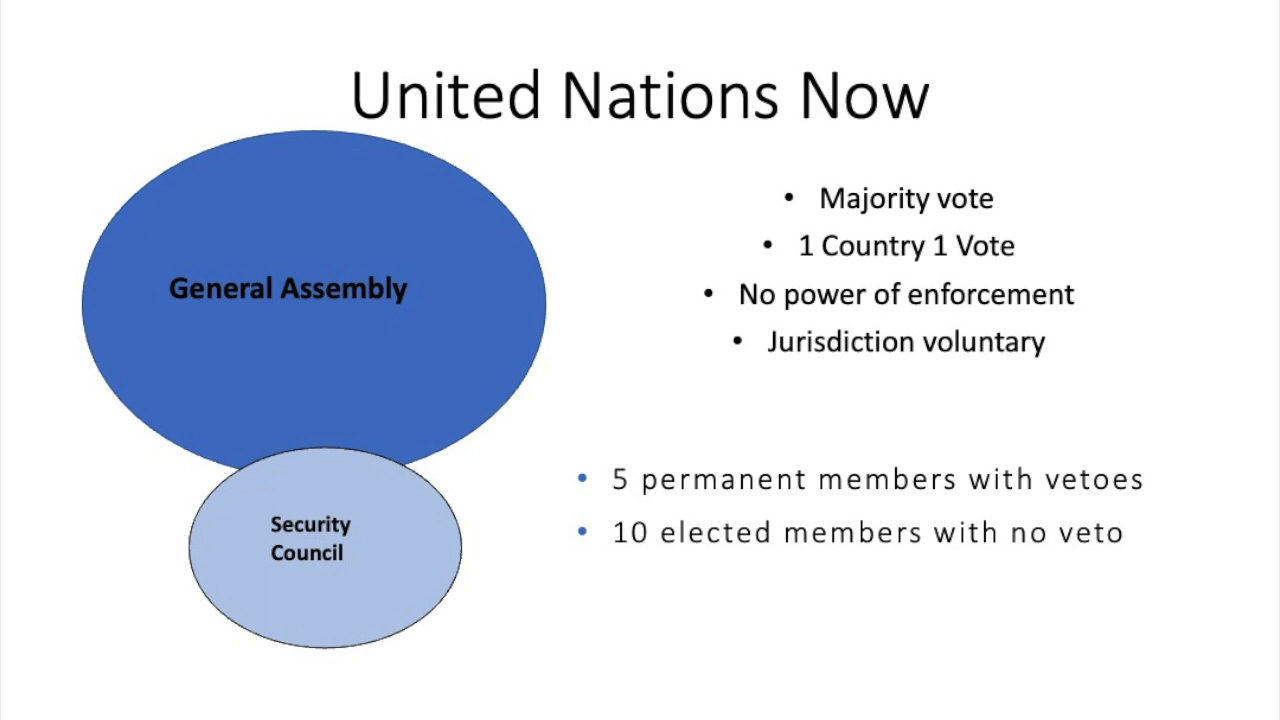 United Nations Now
General Assembly
• Majority vote
• 1 Country 1 Vote
• No power of enforcement
• Jurisdiction voluntary
Security
Council
• 5 permanent members with vetoes
• 10 elected members with no veto